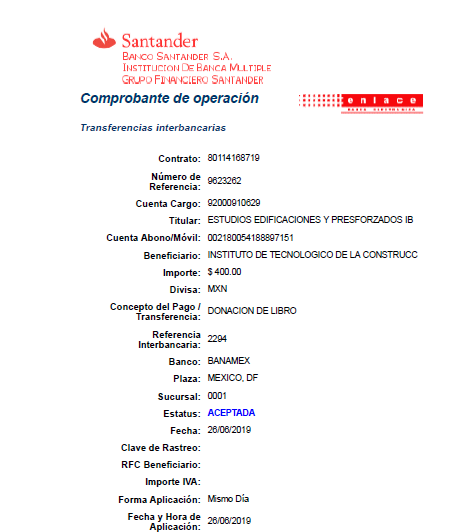 Santander
BANCO SANTANDER S.A.
INSTITUCION DE BANCA MULTIPLE
GRUPO FINANCIERO SANTANDER
Comprobante de operación
enlace
Transferencias interbancarias
Contrato: 80114168719
Número de
Referencia: 9623262
Cuenta Cargo: 92000910629
Titular: ESTUDIOS EDIFICACIONES Y PRESFORZADOS IB
Cuenta Abono/Móvil: 002180054188897151
Beneficiario: INSTITUTO DE TECNOLOGICO DE LA CONSTRUCC
Importe: $ 400.00
Divisa: MXN
Concepto del Pago /
Transferencia: DONACION DE LIBRO
Referencia
Interbancaria: 2294
Banco: BANAMEX
Plaza: MEXICO, DF
Sucursal: 0001
Estatus: ACEPTADA
Fecha: 26/06/2019
Clave de Rastreo:
RFC Beneficiario:
Importe IVA:
Forma Aplicación: Mismo Día
Fecha y Hora de
Aplicación: 26/06/2019